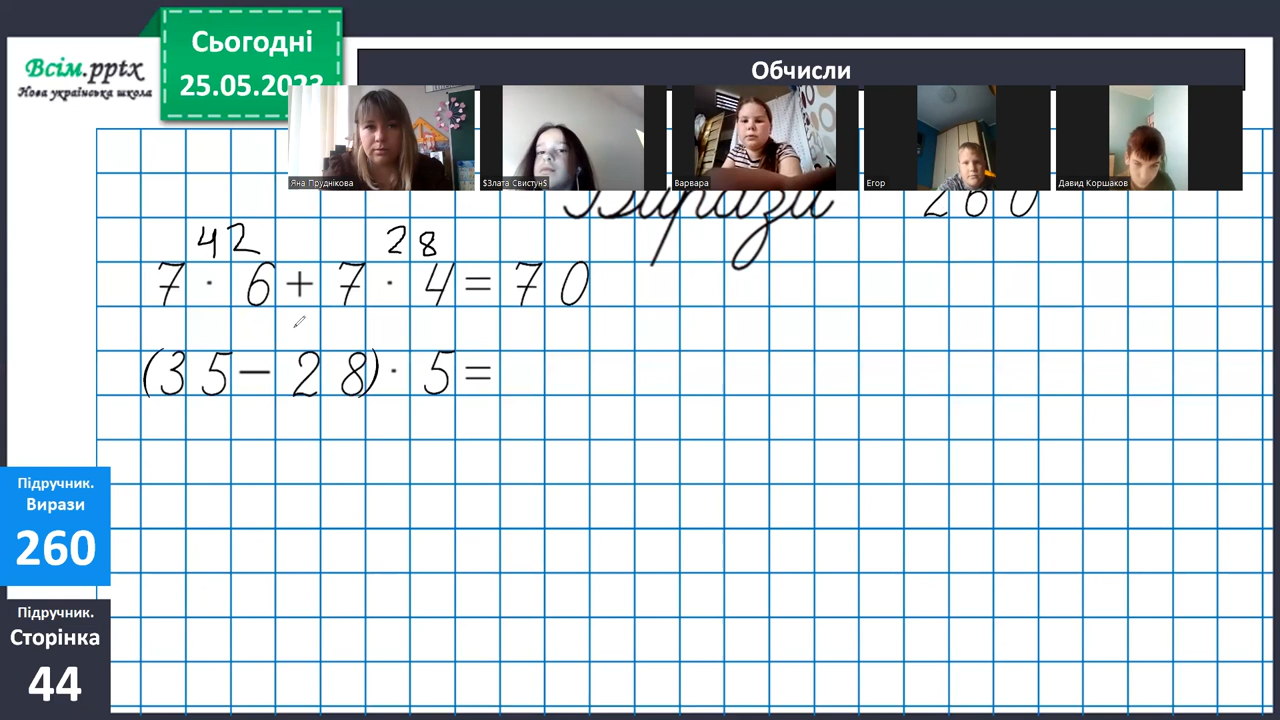 Всім.pptx
Нова українська школа
Сьогодні
25.05.2023
Обчисли
Яна Пруднікова
$Злата Свистун$
Варвара
Егор
Давид Коршаков
Вирази 260
42 28
7 · 6 + 7 · 4 = 70
(35 − 28) · 5 =
Підручник.
Вирази
260
Підручник.
Сторінка
44